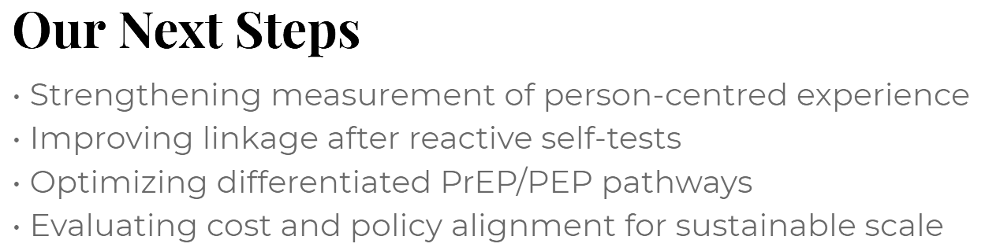 Our Next Steps
• Strengthening measurement of person-centred experience
• Improving linkage after reactive self-tests
• Optimizing differentiated PrEP/PEP pathways
• Evaluating cost and policy alignment for sustainable scale